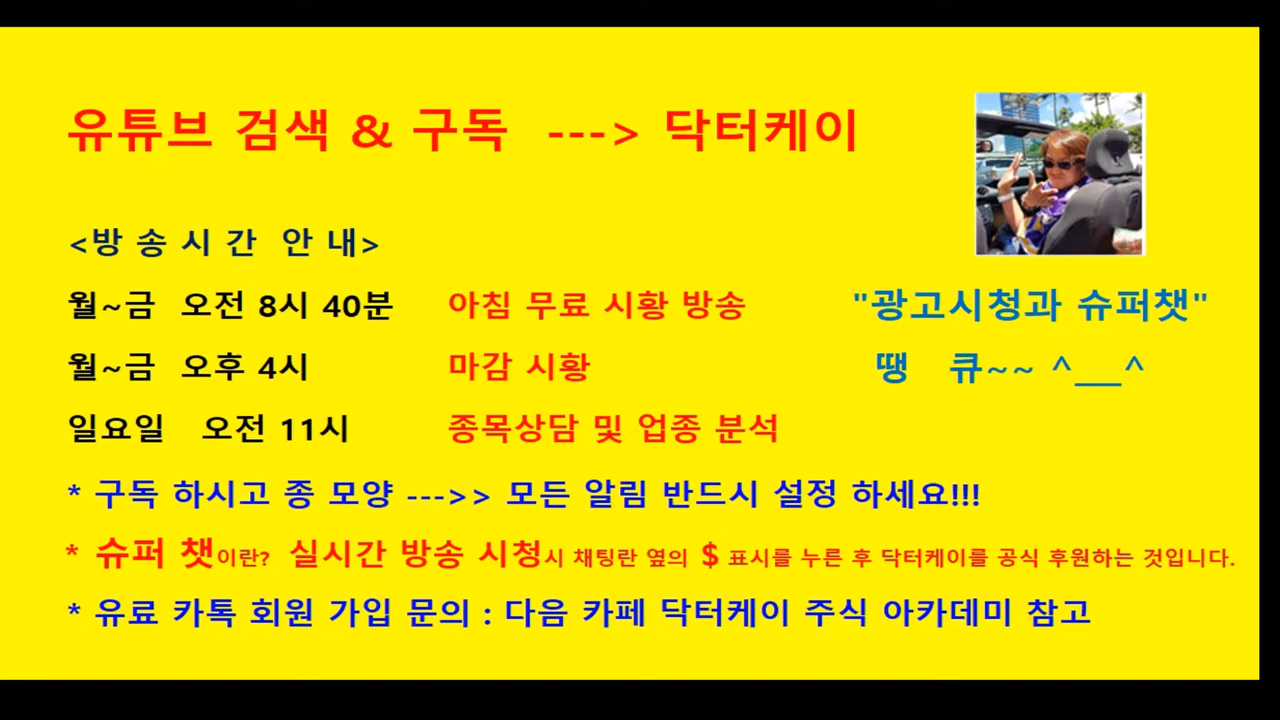 유튜브 검색 & 구독 ---> 닥터케이
<방 송 시 간 안 내>
월~금 오전 8시 40분 아침 무료 시황 방송
"광고시청과 슈퍼챗"
월~금 오후 4시 마감 시황
땡 큐~~ ^__^
일요일 오전 11시 종목상담 및 업종 분석
* 구독 하시고 종 모양 --->> 모든 알림 반드시 설정 하세요!!!
* 슈퍼 챗이란? 실시간 방송 시청시 채팅란 옆의 $ 표시를 누른 후 닥터케이를 공식 후원하는 것입니다.
* 유료 카톡 회원 가입 문의 : 다음 카페 닥터케이 주식 아카데미 참고